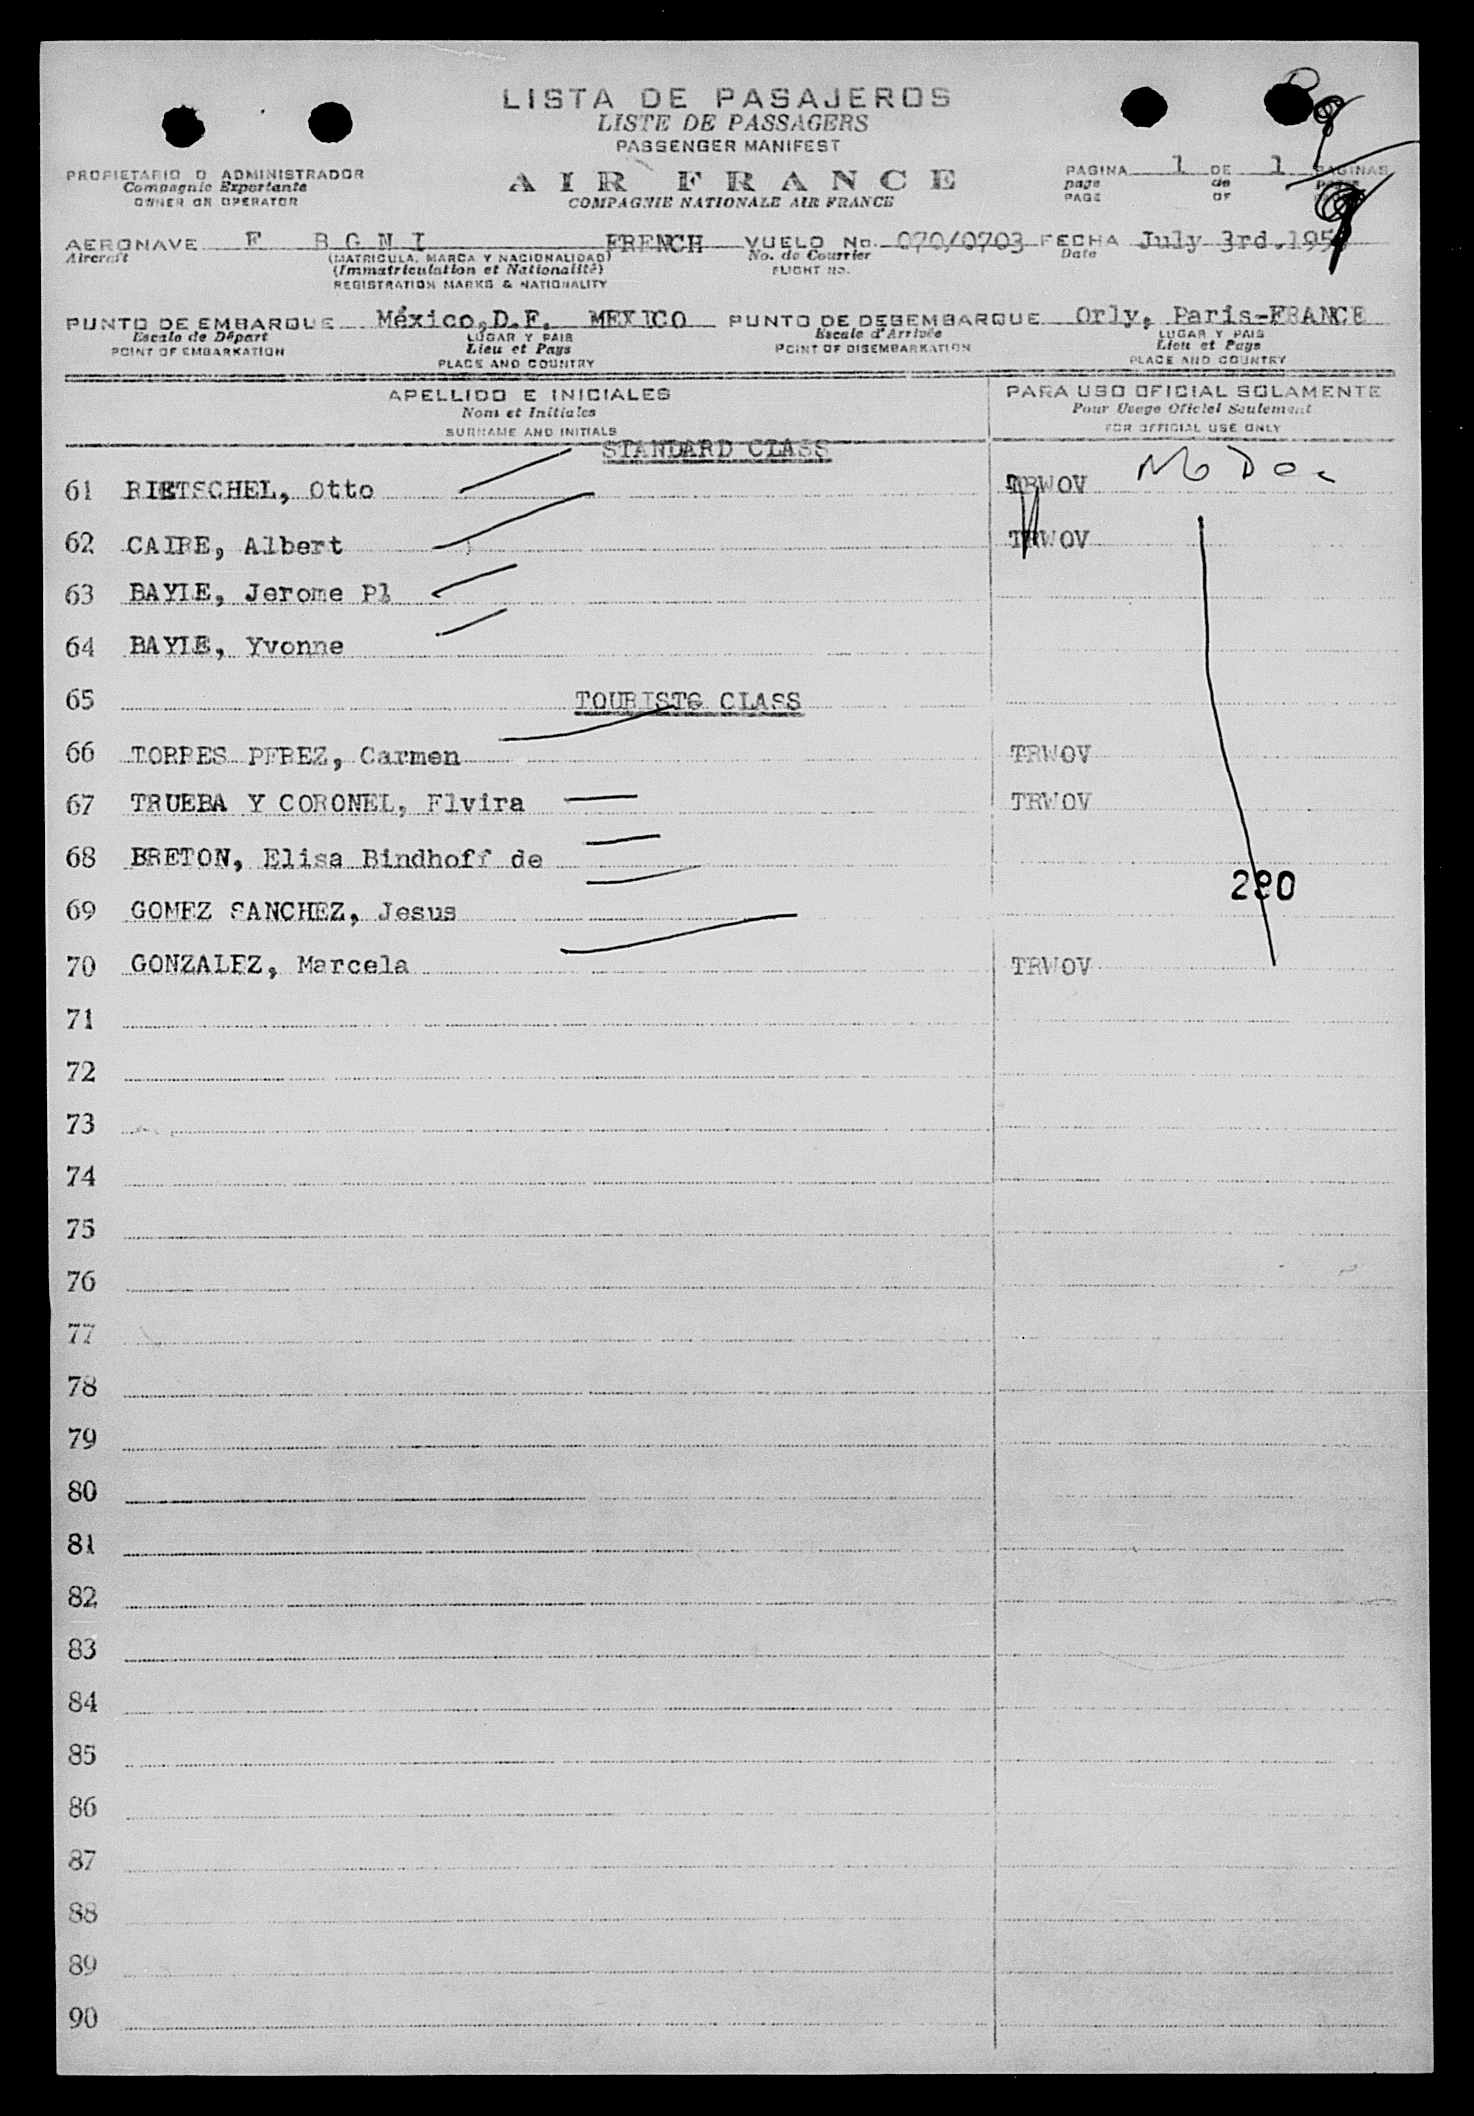 LISTA DE PASAJEROS
LISTE DE PASSAGERS
PASSENGER MANIFEST
PROPIETARIO O ADMINISTRADOR
Compagnie Exportante
OWNER OR OPERATOR
AIR FRANCE
COMPAGNIE NATIONALE AIR FRANCE
PAGINA 1 DE 1 PAGINAS
page de
PAGE OF
AERONAVE F BGNI FRENCH VUELO No. 070/0703 FECHA July 3rd.195
Aircraft (MATRICULA, MARCA Y NACIONALIDAD) No. de Courrier Date
(Immatriculation et Nationalité) FLIGHT NO.
REGISTRATION MARKS & NATIONALITY
PUNTO DE EMBARQUE México,D.F. MEXICO PUNTO DE DESEMBARQUE Orly, Paris-FRANCE
Escale de Départ LUGAR Y PAIS Escale d'Arrivée LUGAR Y PAIS
POINT OF EMBARKATION Lieu et Pays POINT OF DISEMBARKATION Lieu et Pays
PLACE AND COUNTRY PLACE AND COUNTRY
APELLIDO E INICIALES PARA USO OFICIAL SOLAMENTE
Nom et Initiales Pour Usage Officiel Seulement
SURNAME AND INITIALS FOR OFFICIAL USE ONLY
STANDARD CLASS
61 RIETSCHEL, Otto TRWOV No Doc
62 CAIRE, Albert TRWOV
63 BAYLE, Jerome Pl
64 BAYLE, Yvonne
65 TOURISTE CLASS
66 TORRES PEREZ, Carmen TRWOV
67 TRUEBA Y CORONEL, Elvira TRWOV
68 BRETON, Elisa Bindhoff de
280
69 GOMEZ SANCHEZ, Jesus
70 GONZALEZ, Marcela TRWOV
71
72
73
74
75
76
77
78
79
80
81
82
83
84
85
86
87
88
89
90